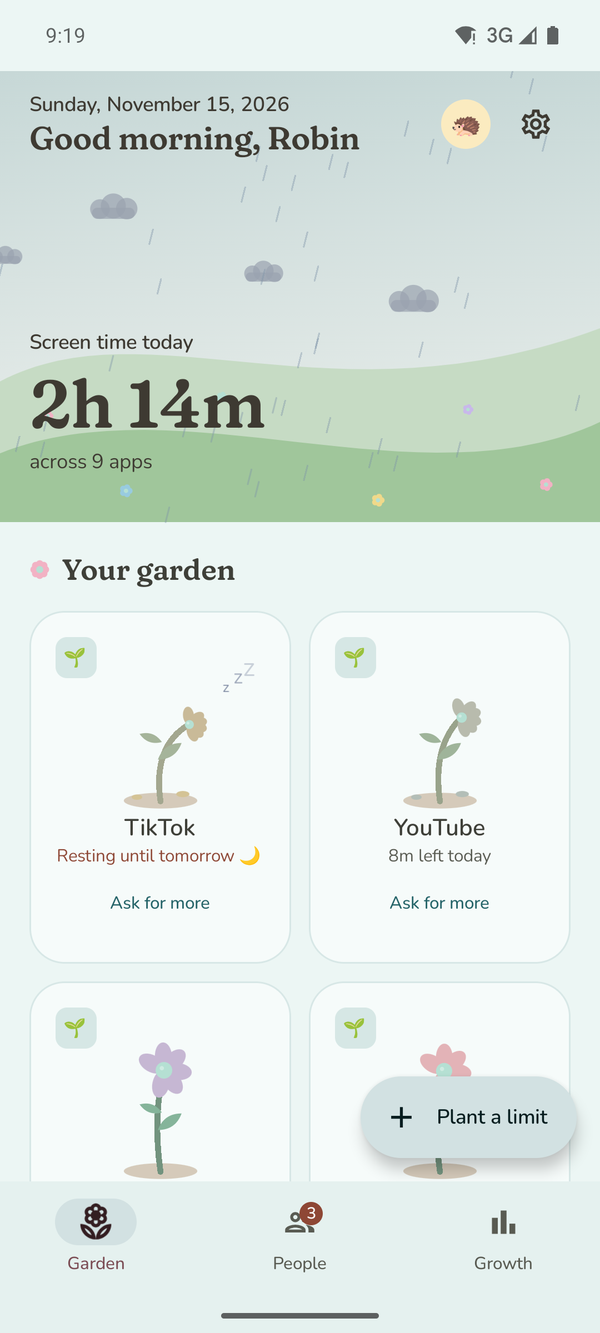 9:19
3G
Sunday, November 15, 2026
Good morning, Robin
Screen time today
2h 14m
across 9 apps
Your garden
z z Z
TikTok
Resting until tomorrow 🌙
Ask for more
YouTube
8m left today
Ask for more
Plant a limit
3
Garden
People
Growth